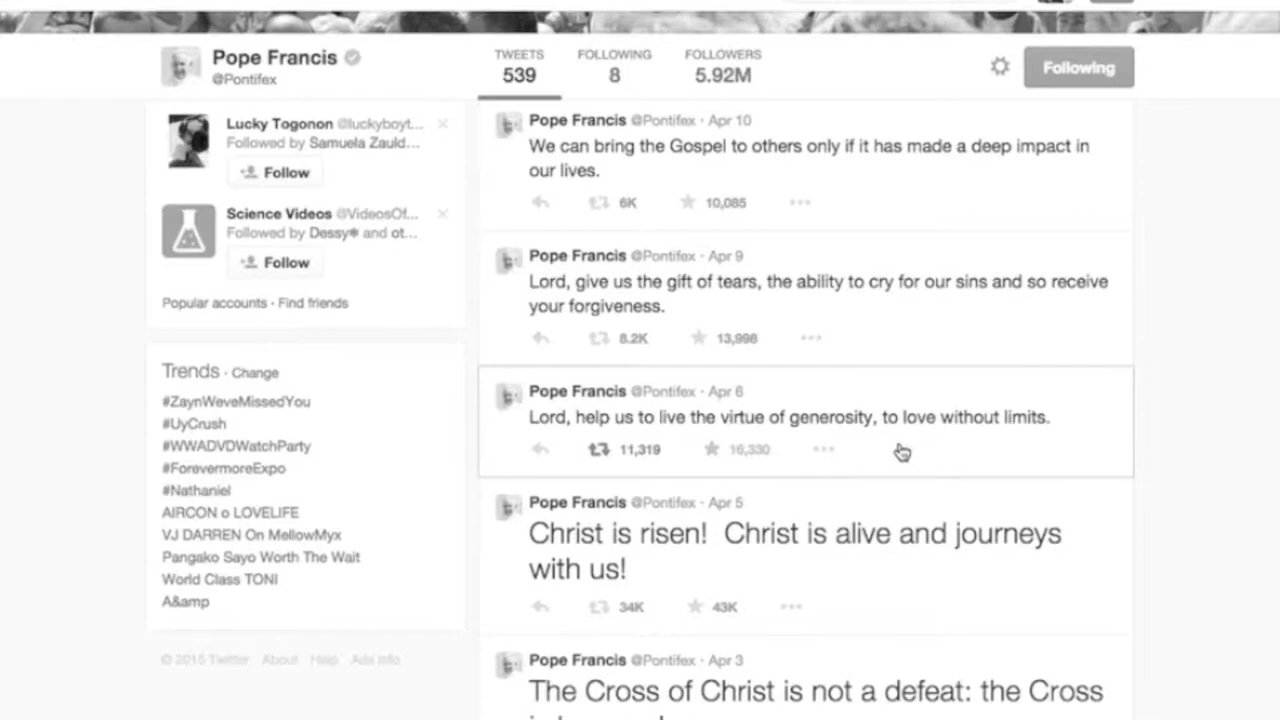 Pope Francis
@Pontifex
TWEETS
539
FOLLOWING
8
FOLLOWERS
5.92M
Following
Lucky Togonon @luckyboyt...
Followed by Samuela Zauld...
Follow
Science Videos @VideosOf...
Followed by Dessy* and ot...
Follow
Popular accounts · Find friends
Trends · Change
#ZaynWeveMissedYou
#UyCrush
#WWADVDWatchParty
#ForevermoreExpo
#Nathaniel
AIRCON o LOVELIFE
VJ DARREN On MellowMyx
Pangako Sayo Worth The Wait
World Class TONI
A&amp
© 2015 Twitter About Help Ads info
Pope Francis @Pontifex · Apr 10
We can bring the Gospel to others only if it has made a deep impact in
our lives.
6K 10,085
Pope Francis @Pontifex · Apr 9
Lord, give us the gift of tears, the ability to cry for our sins and so receive
your forgiveness.
8.2K 13,998
Pope Francis @Pontifex · Apr 6
Lord, help us to live the virtue of generosity, to love without limits.
11,319 16,330
Pope Francis @Pontifex · Apr 5
Christ is risen! Christ is alive and journeys
with us!
34K 43K
Pope Francis @Pontifex · Apr 3
The Cross of Christ is not a defeat: the Cross